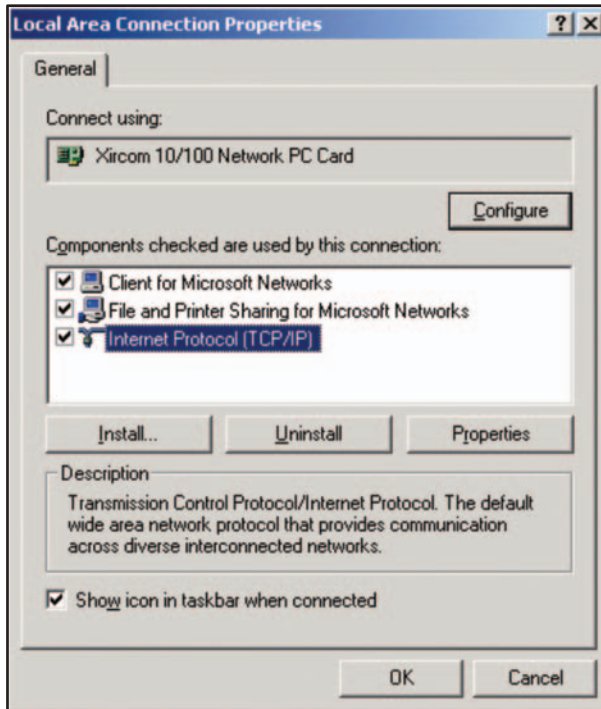 Local Area Connection Properties
General
Connect using:
Xircom 10/100 Network PC Card
Configure
Components checked are used by this connection:
Client for Microsoft Networks
File and Printer Sharing for Microsoft Networks
Internet Protocol (TCP/IP)
Install... Uninstall Properties
Description
Transmission Control Protocol/Internet Protocol. The default
wide area network protocol that provides communication
across diverse interconnected networks.
Show icon in taskbar when connected
OK Cancel